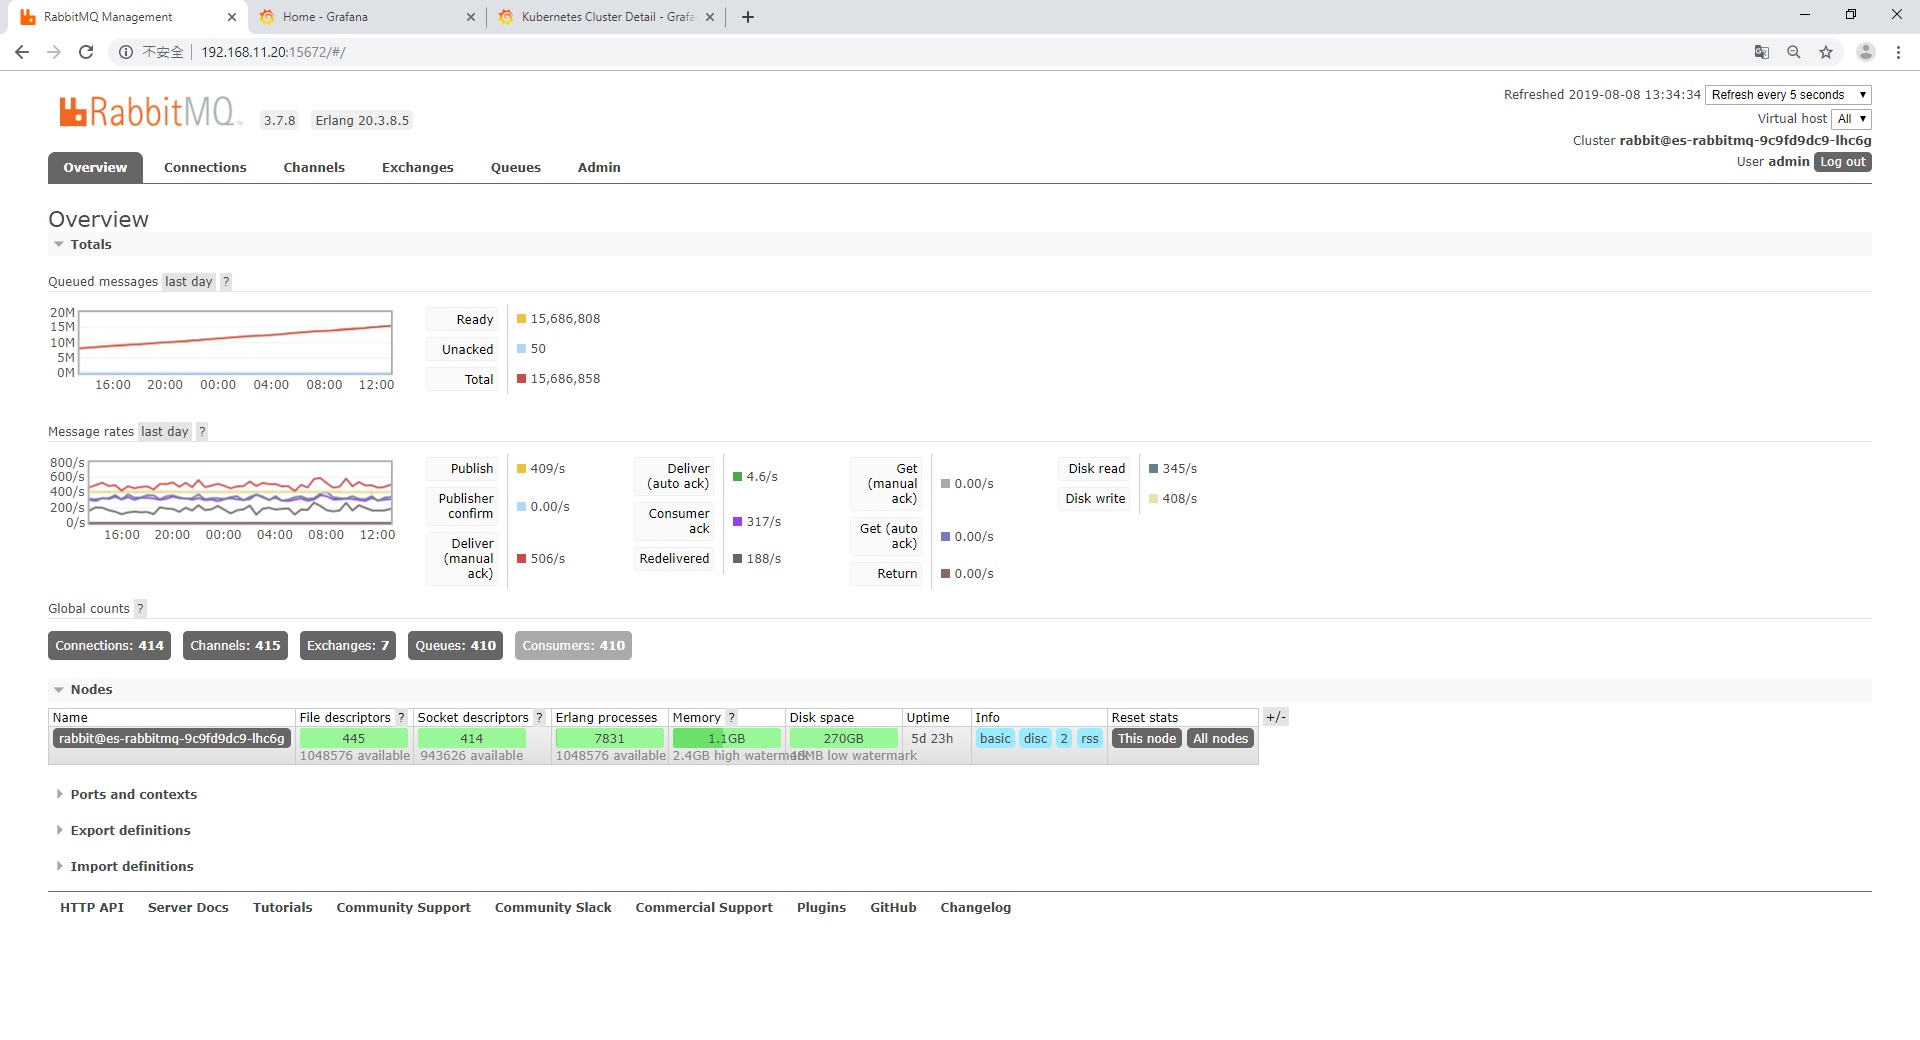 RabbitMQ Management
Home - Grafana
Kubernetes Cluster Detail - Grafa
不安全
192.168.11.20:15672/#/
RabbitMQ
3.7.8
Erlang 20.3.8.5
Refreshed 2019-08-08 13:34:34
Refresh every 5 seconds
Virtual host All
Cluster rabbit@es-rabbitmq-9c9fd9dc9-lhc6g
User admin Log out
Overview Connections Channels Exchanges Queues Admin
Overview
Totals
Queued messages last day ?
20M
15M
10M
5M
0M
16:00 20:00 00:00 04:00 08:00 12:00
Ready 15,686,808
Unacked 50
Total 15,686,858
Message rates last day ?
800/s
600/s
400/s
200/s
0/s
16:00 20:00 00:00 04:00 08:00 12:00
Publish 409/s
Publisher
confirm
0.00/s
Deliver
(manual
ack)
506/s
Deliver
(auto ack)
4.6/s
Consumer
ack
317/s
Redelivered 188/s
Get
(manual
ack)
0.00/s
Get (auto
ack)
0.00/s
Return 0.00/s
Disk read 345/s
Disk write 408/s
Global counts ?
Connections: 414 Channels: 415 Exchanges: 7 Queues: 410 Consumers: 410
Nodes
Name File descriptors ? Socket descriptors ? Erlang processes Memory ? Disk space Uptime Info Reset stats +/-
rabbit@es-rabbitmq-9c9fd9dc9-lhc6g 445 414 7831 1.1GB 270GB 5d 23h basic disc 2 rss This node All nodes
1048576 available 943626 available 1048576 available 2.4GB high watermark 48MB low watermark
Ports and contexts
Export definitions
Import definitions
HTTP API Server Docs Tutorials Community Support Community Slack Commercial Support Plugins GitHub Changelog